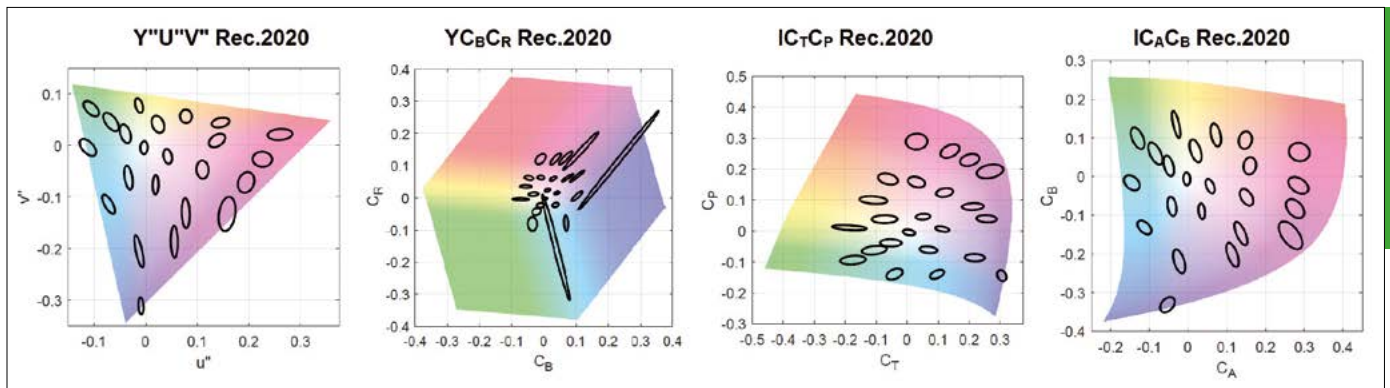 Y"U"V" Rec.2020
0.1
0
-0.1
-0.2
-0.3
v"
-0.1 0 0.1 0.2 0.3
u"
YCBCR Rec.2020
0.4
0.3
0.2
0.1
0
-0.1
-0.2
-0.3
-0.4
CR
-0.4 -0.3 -0.2 -0.1 0 0.1 0.2 0.3 0.4
CB
ICTCP Rec.2020
0.5
0.4
0.3
0.2
0.1
0
-0.1
-0.2
-0.3
CP
-0.5 -0.4 -0.3 -0.2 -0.1 0 0.1 0.2 0.3
CT
ICACB Rec.2020
0.3
0.2
0.1
0
-0.1
-0.2
-0.3
-0.4
CB
-0.2 -0.1 0 0.1 0.2 0.3 0.4
CA